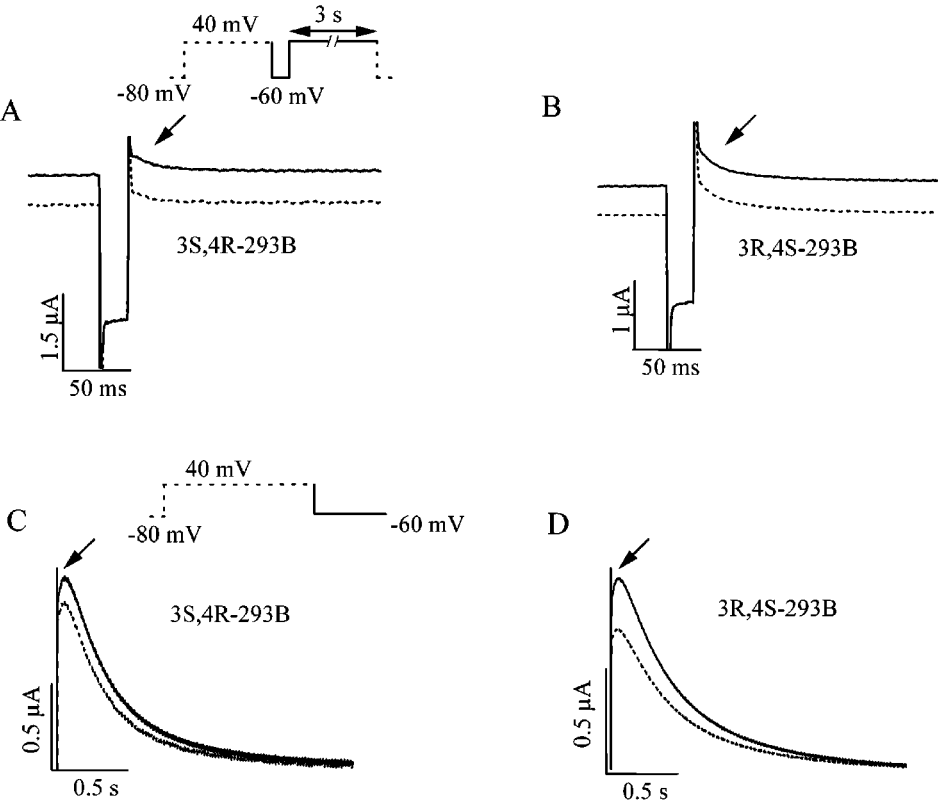 3 s
40 mV
-80 mV
-60 mV
A
B
3S,4R-293B
3R,4S-293B
1.5 µA
50 ms
1 µA
50 ms
40 mV
-80 mV
-60 mV
C
D
3S,4R-293B
3R,4S-293B
0.5 µA
0.5 s
0.5 µA
0.5 s